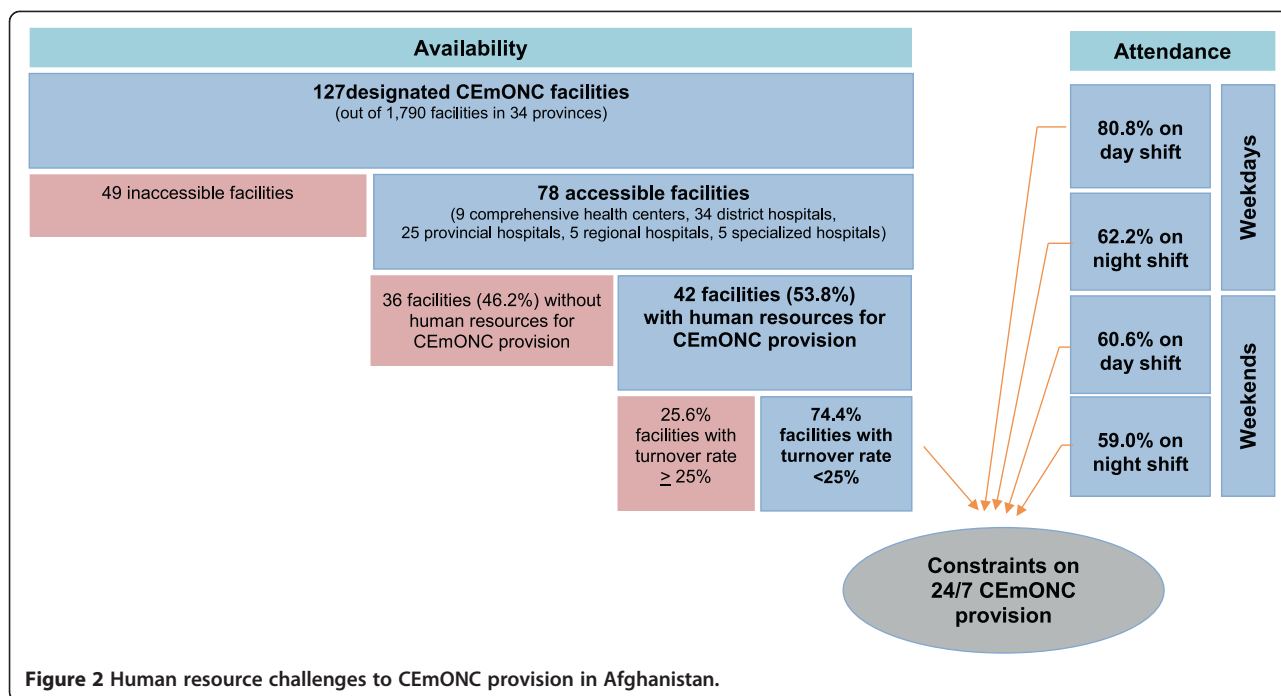 Availability
127designated CEmONC facilities
(out of 1,790 facilities in 34 provinces)
49 inaccessible facilities
78 accessible facilities
(9 comprehensive health centers, 34 district hospitals,
25 provincial hospitals, 5 regional hospitals, 5 specialized hospitals)
36 facilities (46.2%) without
human resources for
CEmONC provision
42 facilities (53.8%)
with human resources for
CEmONC provision
25.6%
facilities with
turnover rate
≥ 25%
74.4%
facilities with
turnover rate
<25%
Attendance
80.8% on
day shift
62.2% on
night shift
Weekdays
60.6% on
day shift
59.0% on
night shift
Weekends
Constraints on
24/7 CEmONC
provision
Figure 2 Human resource challenges to CEmONC provision in Afghanistan.